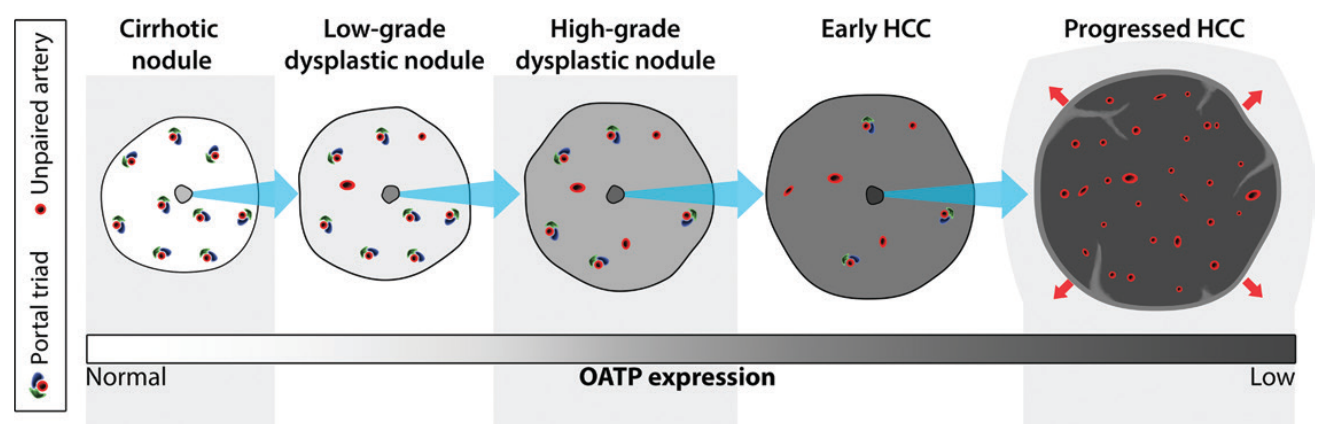 Portal triad
Unpaired artery
Cirrhotic
nodule
Low-grade
dysplastic nodule
High-grade
dysplastic nodule
Early HCC
Progressed HCC
Normal
OATP expression
Low